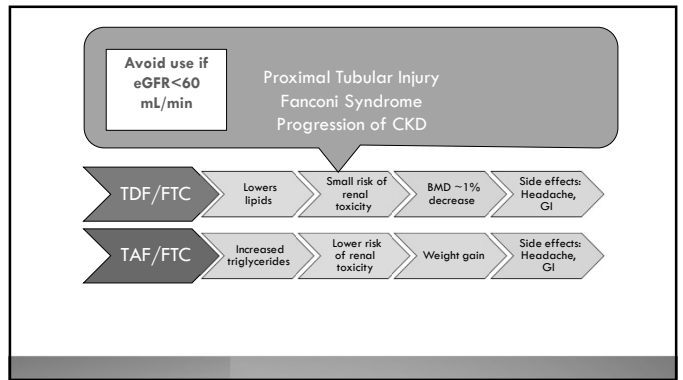 Avoid use if
eGFR<60
mL/min
Proximal Tubular Injury
Fanconi Syndrome
Progression of CKD
TDF/FTC
Lowers
lipids
Small risk of
renal
toxicity
BMD ~1%
decrease
Side effects:
Headache,
GI
TAF/FTC
Increased
triglycerides
Lower risk
of renal
toxicity
Weight gain
Side effects:
Headache,
GI